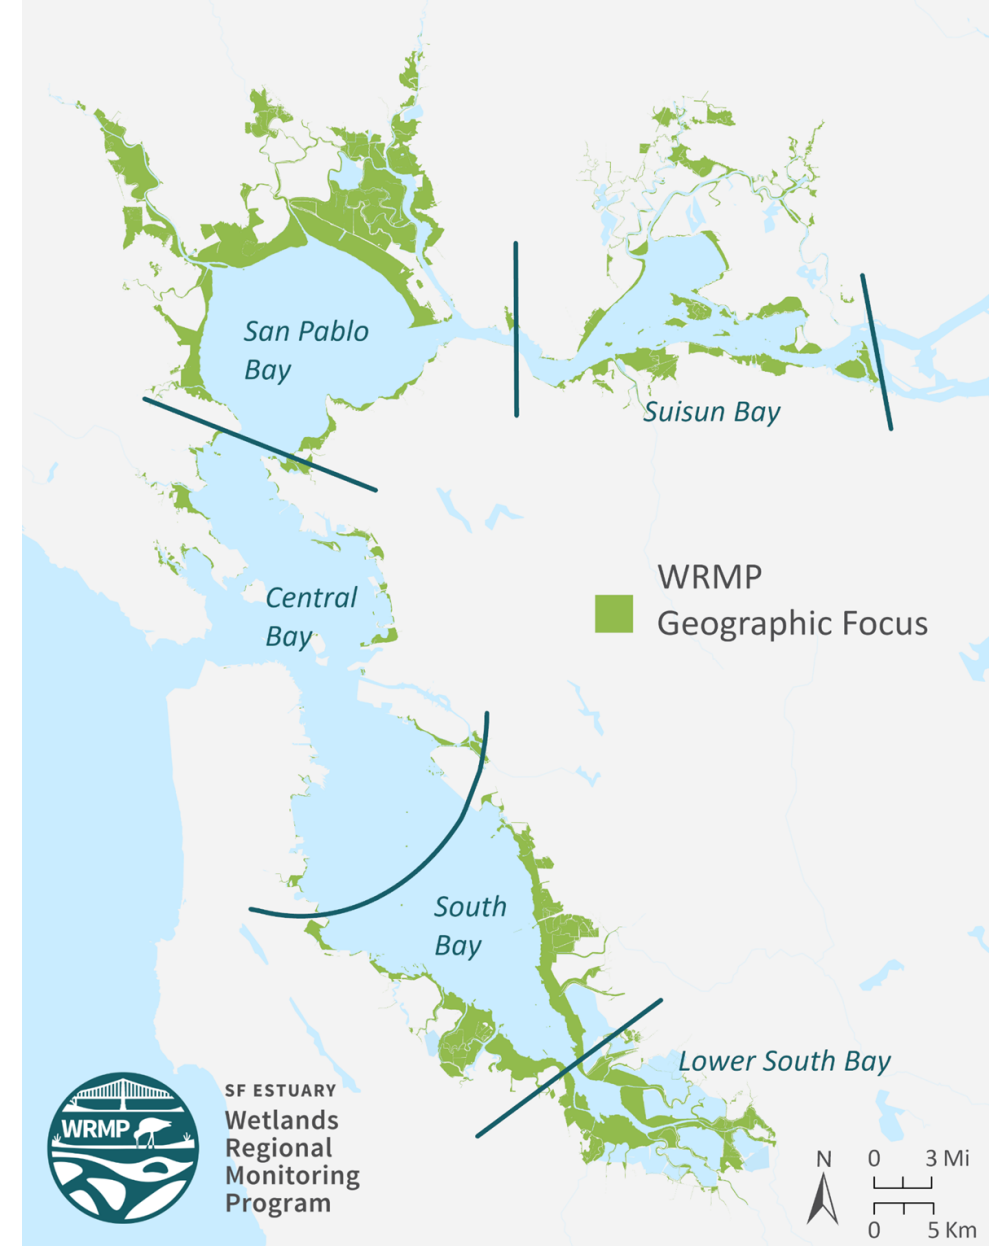 San Pablo
Bay
Suisun Bay
WRMP
Geographic Focus
Central
Bay
South
Bay
Lower South Bay
WRMP
SF ESTUARY
Wetlands
Regional
Monitoring
Program
N
0 3 Mi
0 5 Km